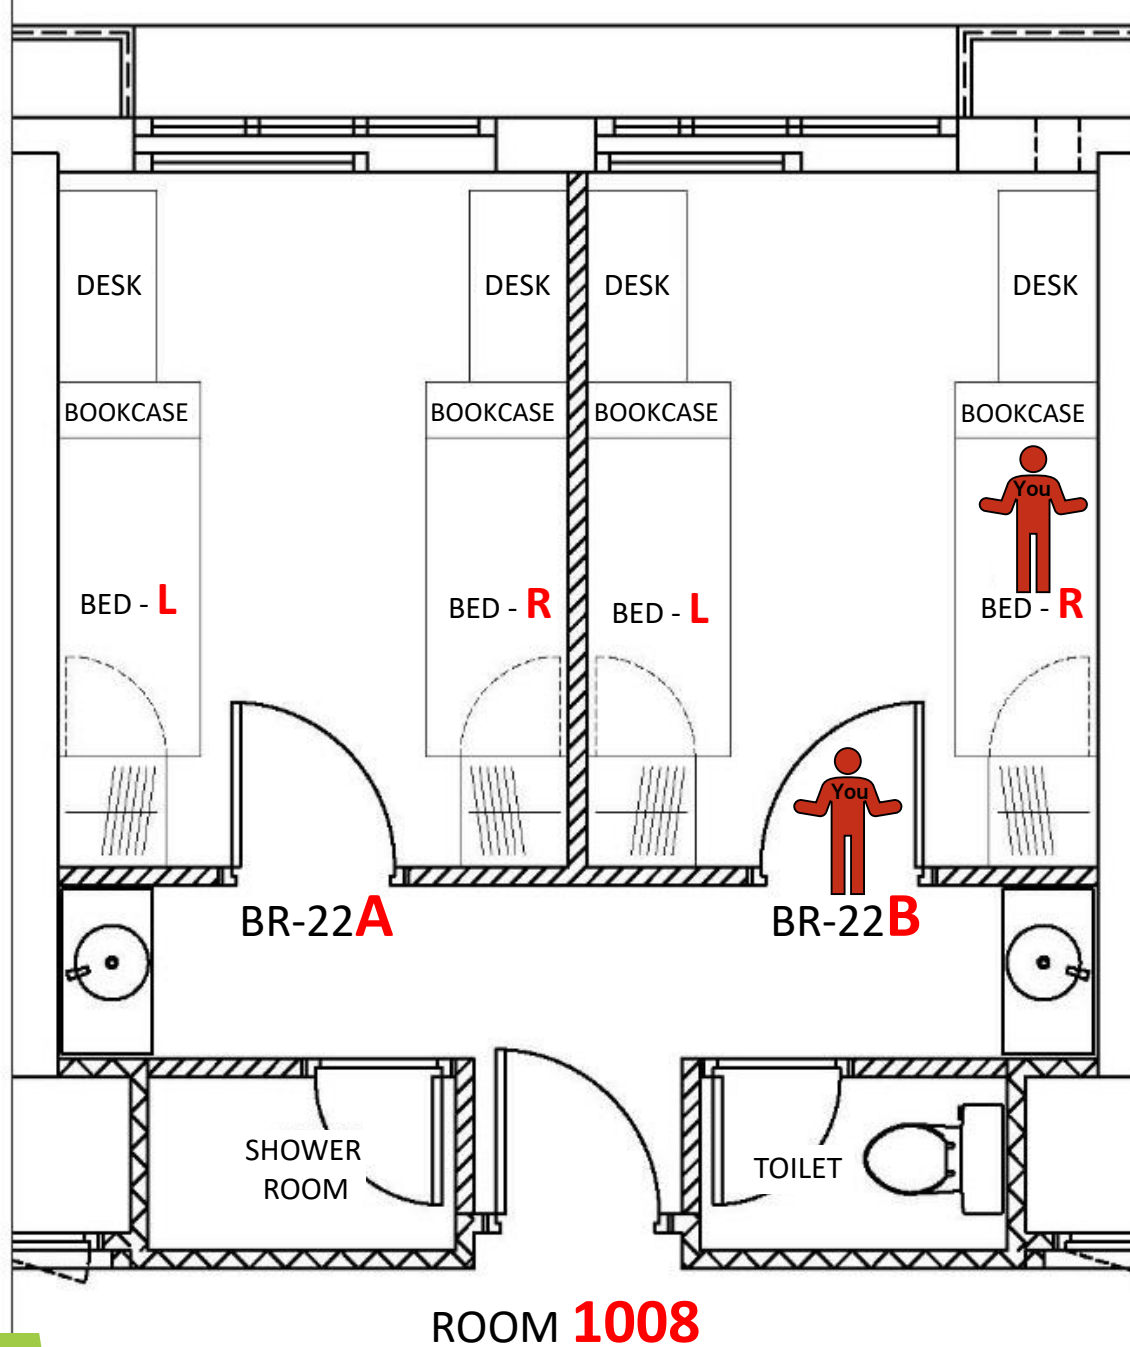 DESK
DESK
DESK
DESK
BOOKCASE
BOOKCASE
BOOKCASE
BOOKCASE
You
BED - L
BED - R
BED - L
BED - R
You
BR-22A
BR-22B
SHOWER
ROOM
TOILET
ROOM 1008